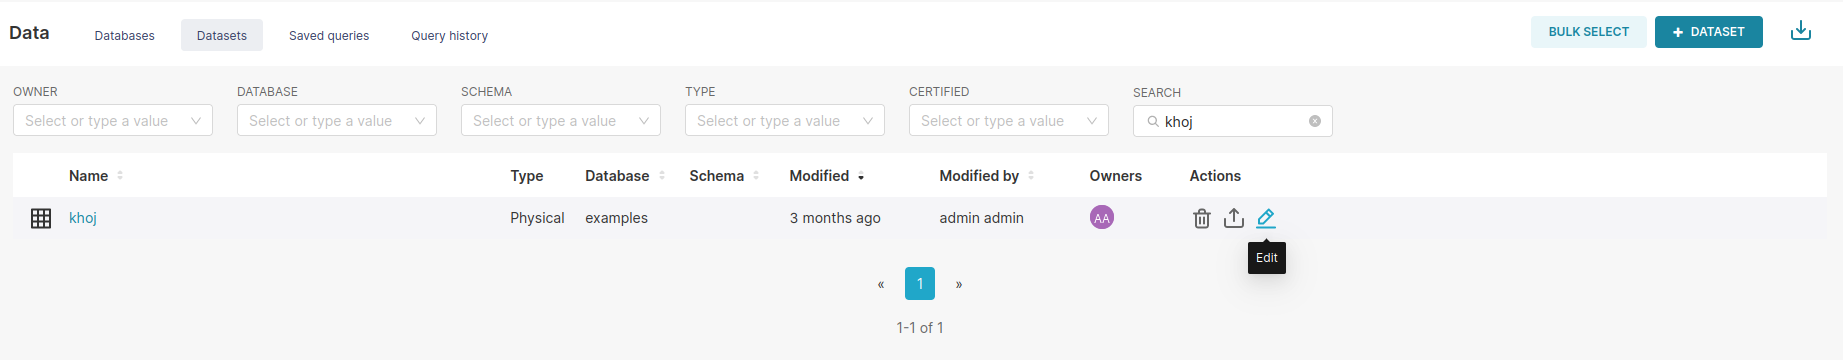 Data Databases Datasets Saved queries Query history BULK SELECT + DATASET
OWNER DATABASE SCHEMA TYPE CERTIFIED SEARCH
Select or type a value Select or type a value Select or type a value Select or type a value Select or type a value khoj
Name Type Database Schema Modified Modified by Owners Actions
khoj Physical examples 3 months ago admin admin AA
Edit
« 1 »
1-1 of 1